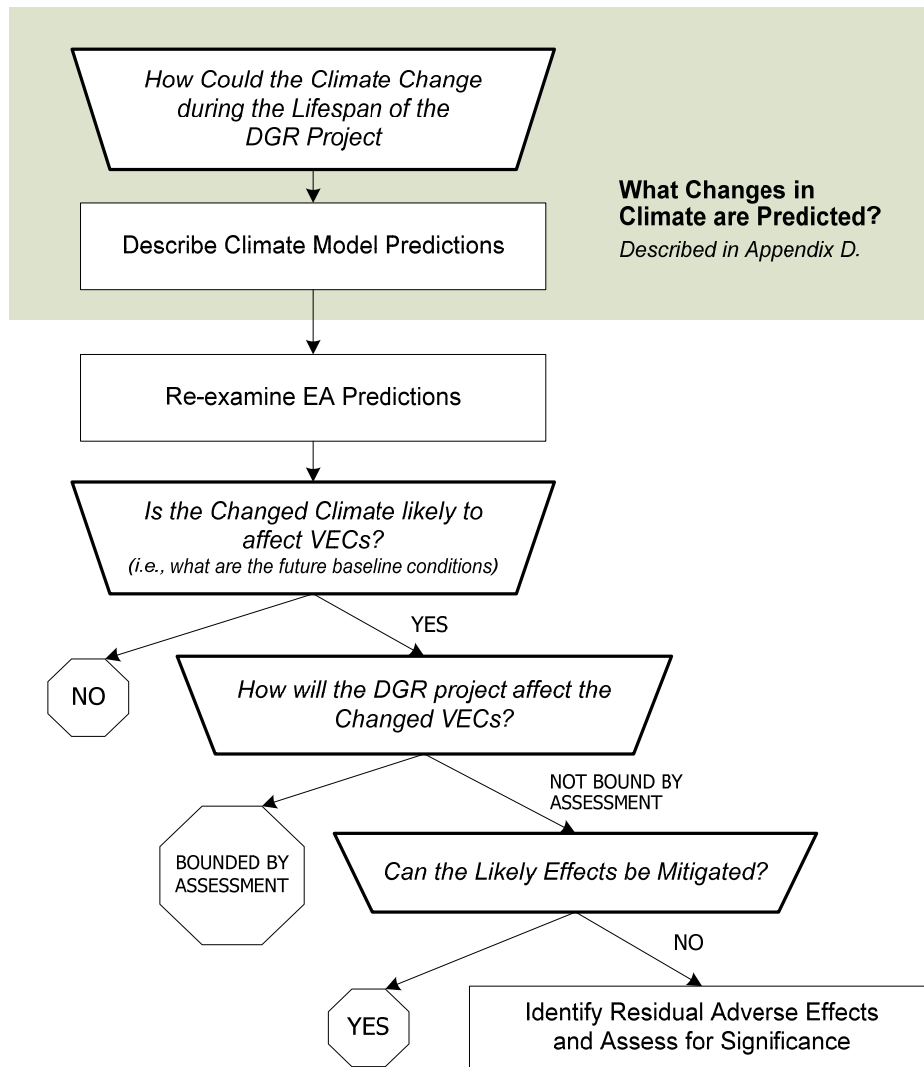 How Could the Climate Change
during the Lifespan of the
DGR Project
What Changes in
Climate are Predicted?
Described in Appendix D.
Describe Climate Model Predictions
Re-examine EA Predictions
Is the Changed Climate likely to
affect VECs?
(i.e., what are the future baseline conditions)
YES
NO
How will the DGR project affect the
Changed VECs?
NOT BOUND BY
ASSESSMENT
BOUNDED BY
ASSESSMENT
Can the Likely Effects be Mitigated?
NO
YES
Identify Residual Adverse Effects
and Assess for Significance